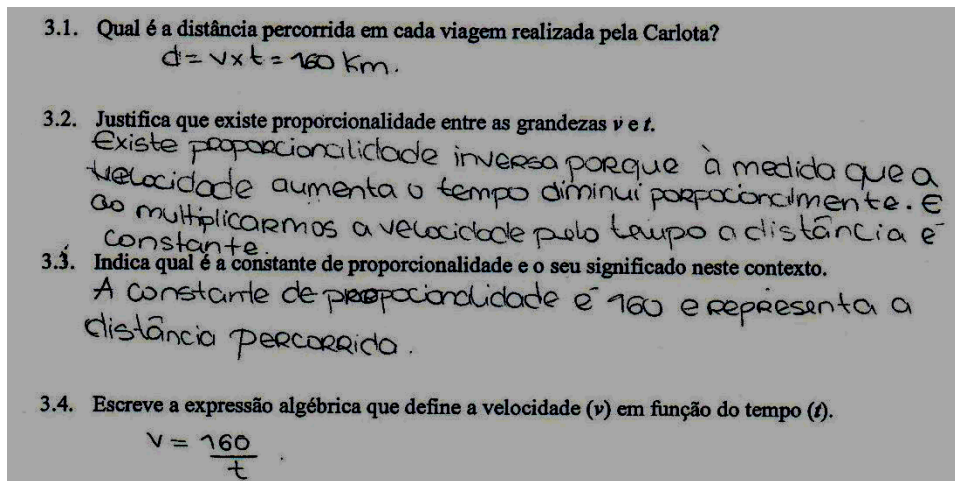 3.1. Qual é a distância percorrida em cada viagem realizada pela Carlota?
d = v x t = 160 Km.
3.2. Justifica que existe proporcionalidade entre as grandezas v e t.
Existe proporcionalidade inversa porque à medida que a
velocidade aumenta o tempo diminui porpocionalmente. E
ao multiplicarmos a velocidade pelo tempo a distância é
constante.
3.3. Indica qual é a constante de proporcionalidade e o seu significado neste contexto.
A constante de propocionalidade é 160 e representa a
distância percorrida.
3.4. Escreve a expressão algébrica que define a velocidade (v) em função do tempo (t).
v = 160
t